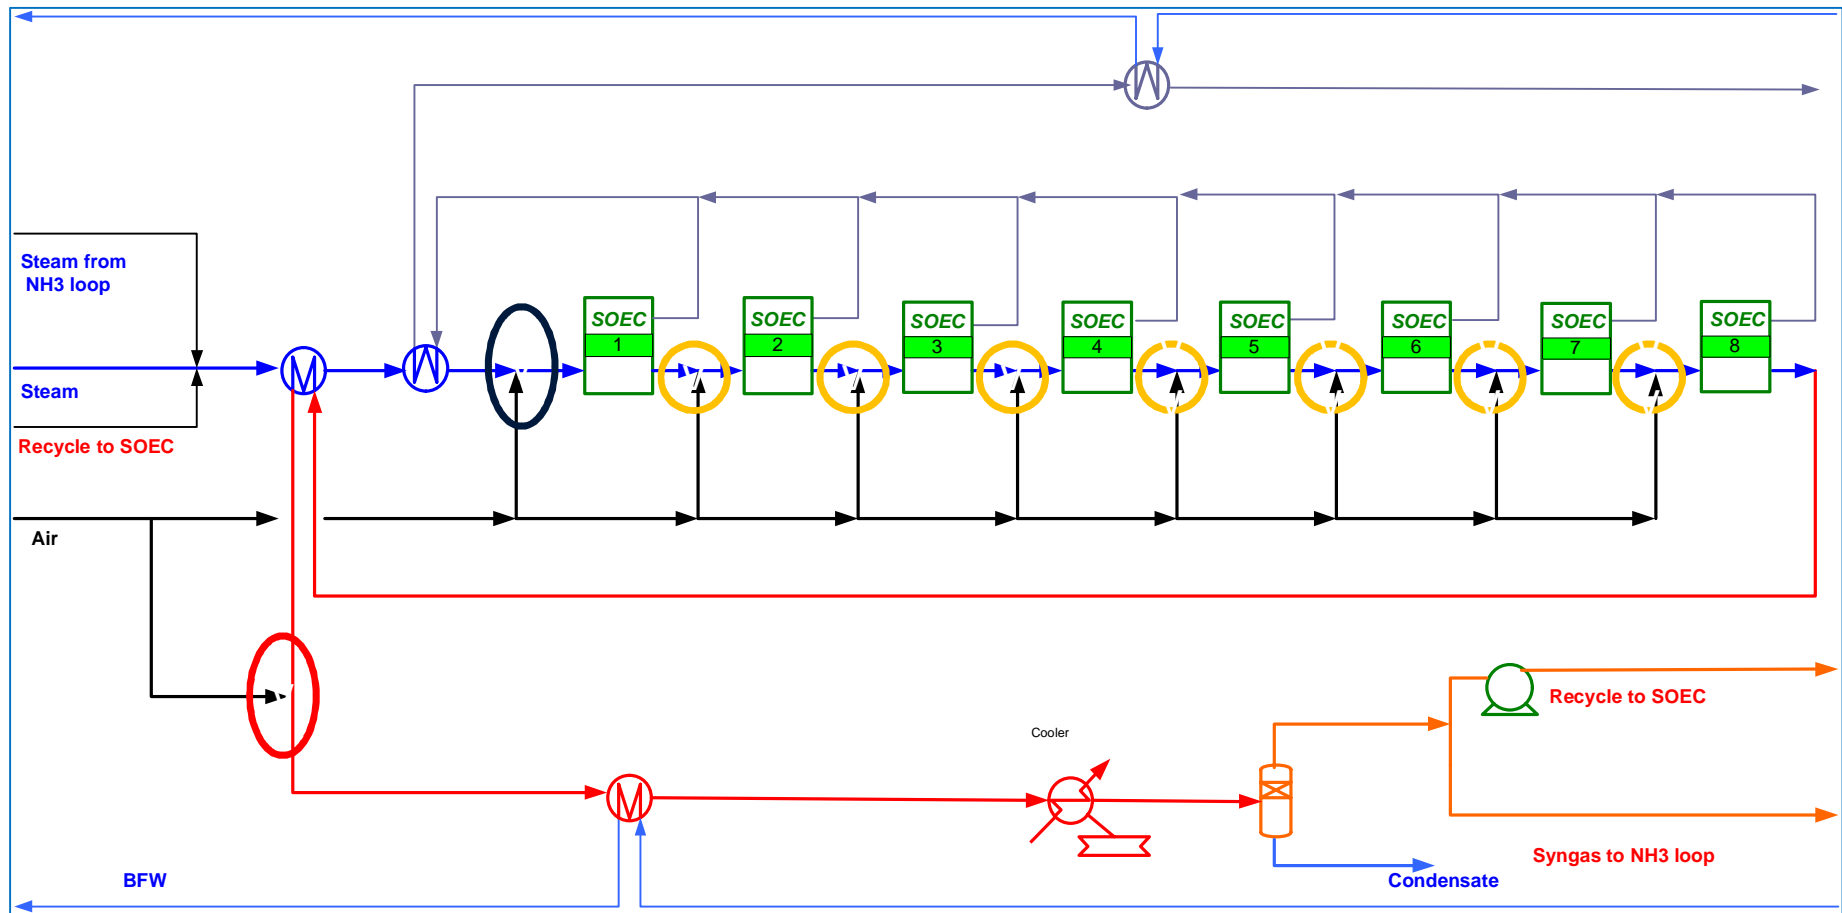 Steam from
NH3 loop
Steam
Recycle to SOEC
Air
SOEC
1
SOEC
2
SOEC
3
SOEC
4
SOEC
5
SOEC
6
SOEC
7
SOEC
8
Cooler
Recycle to SOEC
Syngas to NH3 loop
BFW
Condensate